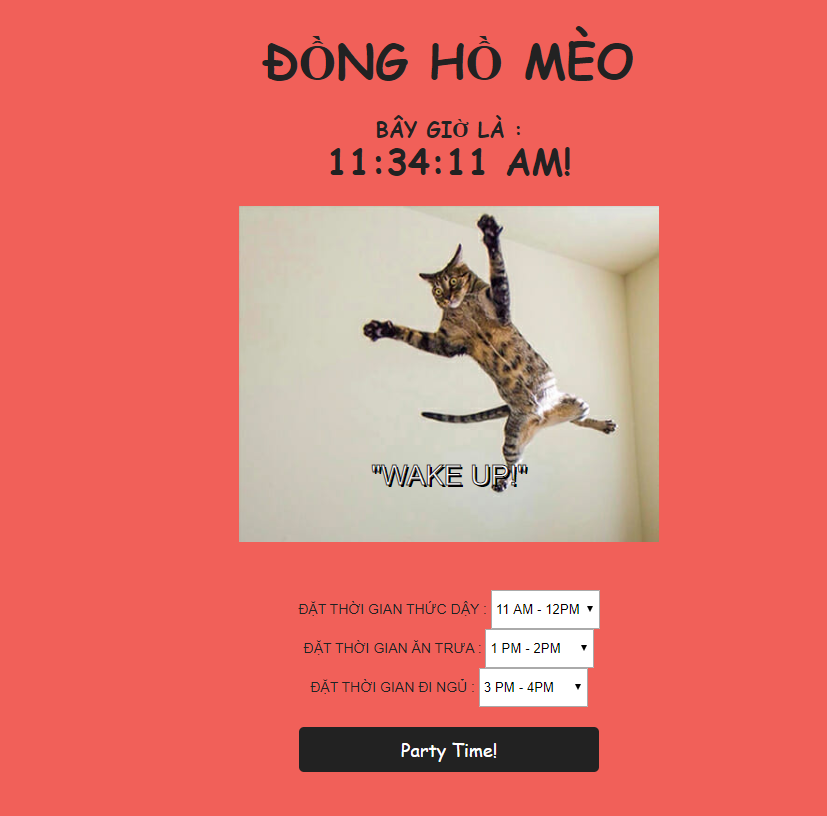 ĐỒNG HỒ MÈO
BÂY GIỜ LÀ :
11:34:11 AM!
"WAKE UP!"
ĐẶT THỜI GIAN THỨC DẬY : 11 AM - 12PM
ĐẶT THỜI GIAN ĂN TRƯA : 1 PM - 2PM
ĐẶT THỜI GIAN ĐI NGỦ : 3 PM - 4PM
Party Time!